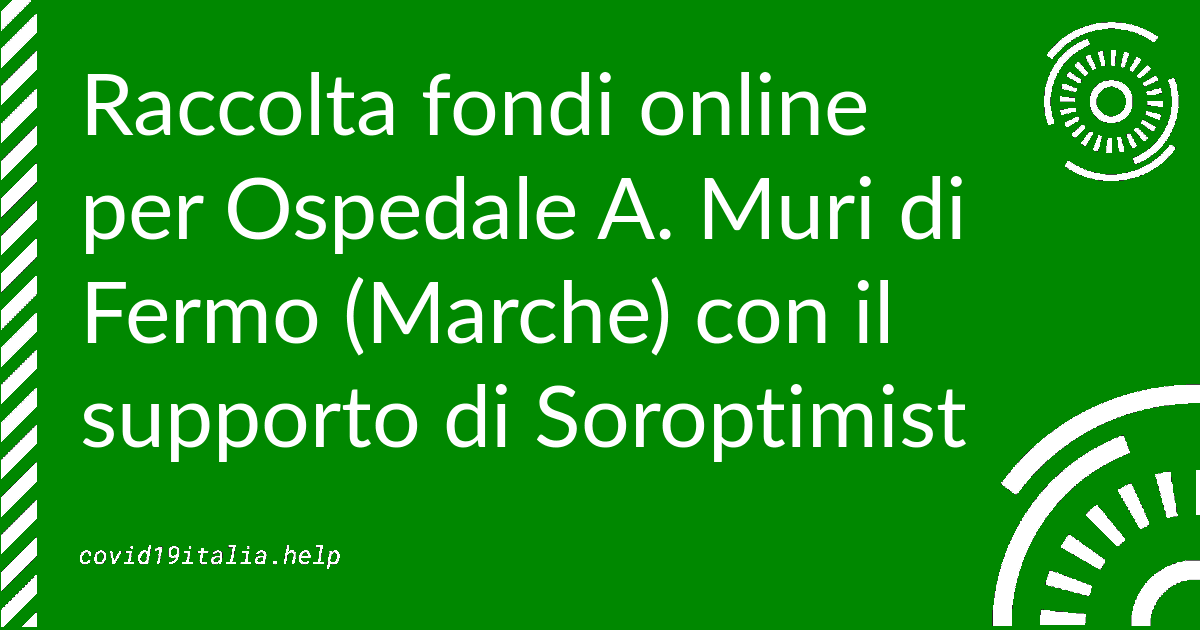 Raccolta fondi online
per Ospedale A. Muri di
Fermo (Marche) con il
supporto di Soroptimist
covid19italia.help